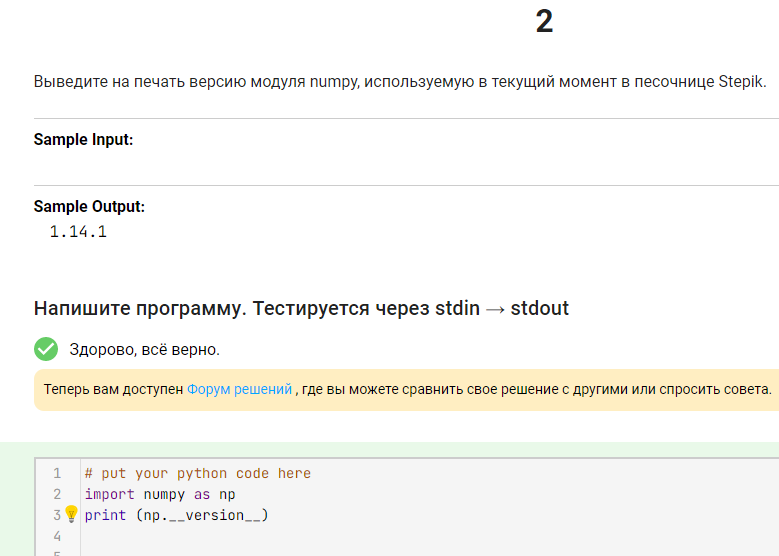 2
Выведите на печать версию модуля numpy, используемую в текущий момент в песочнице Stepik.
Sample Input:
Sample Output:
1.14.1
Напишите программу. Тестируется через stdin → stdout
Здорово, всё верно.
Теперь вам доступен Форум решений , где вы можете сравнить свое решение с другими или спросить совета.
1 # put your python code here
2 import numpy as np
3 print (np.__version__)
4
5